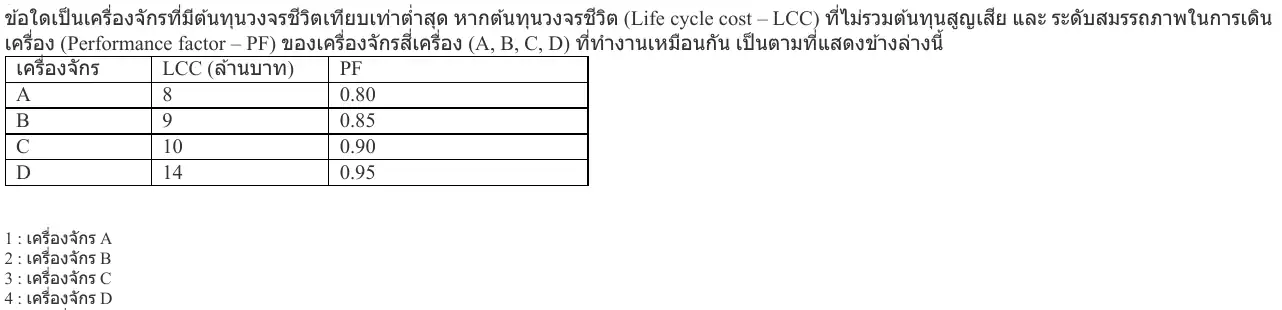 ข้อใดเป็นเครื่องจักรที่มีต้นทุนวงจรชีวิตเทียบเท่าต่ำสุด หากต้นทุนวงจรชีวิต (Life cycle cost – LCC) ที่ไม่รวมต้นทุนสูญเสีย และ ระดับสมรรถภาพในการเดิน
เครื่อง (Performance factor – PF) ของเครื่องจักรสี่เครื่อง (A, B, C, D) ที่ทำงานเหมือนกัน เป็นตามที่แสดงข้างล่างนี้
เครื่องจักร LCC (ล้านบาท) PF
A 8 0.80
B 9 0.85
C 10 0.90
D 14 0.95
1 : เครื่องจักร A
2 : เครื่องจักร B
3 : เครื่องจักร C
4 : เครื่องจักร D